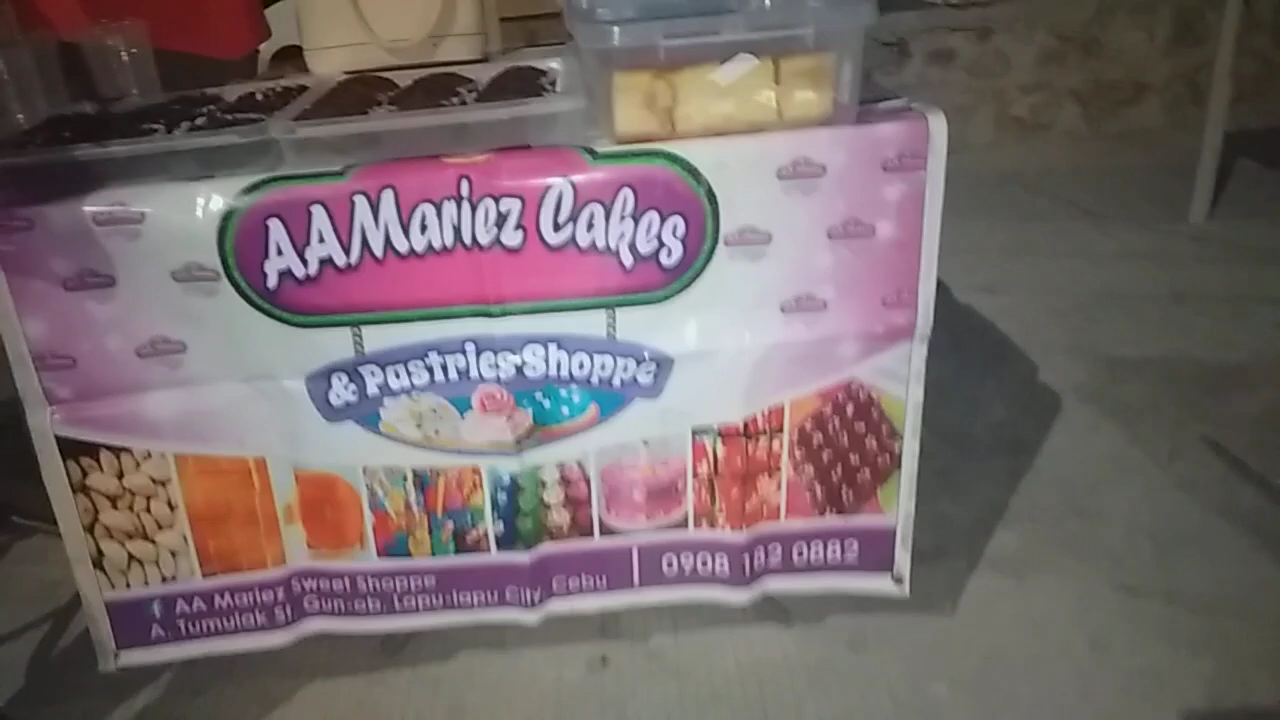 AAMariez Cakes
& Pastries Shoppe
f AA Mariez Sweet Shoppe
A. Tumulak St. Gun-ob, Lapu-lapu City Cebu
0908 182 0882